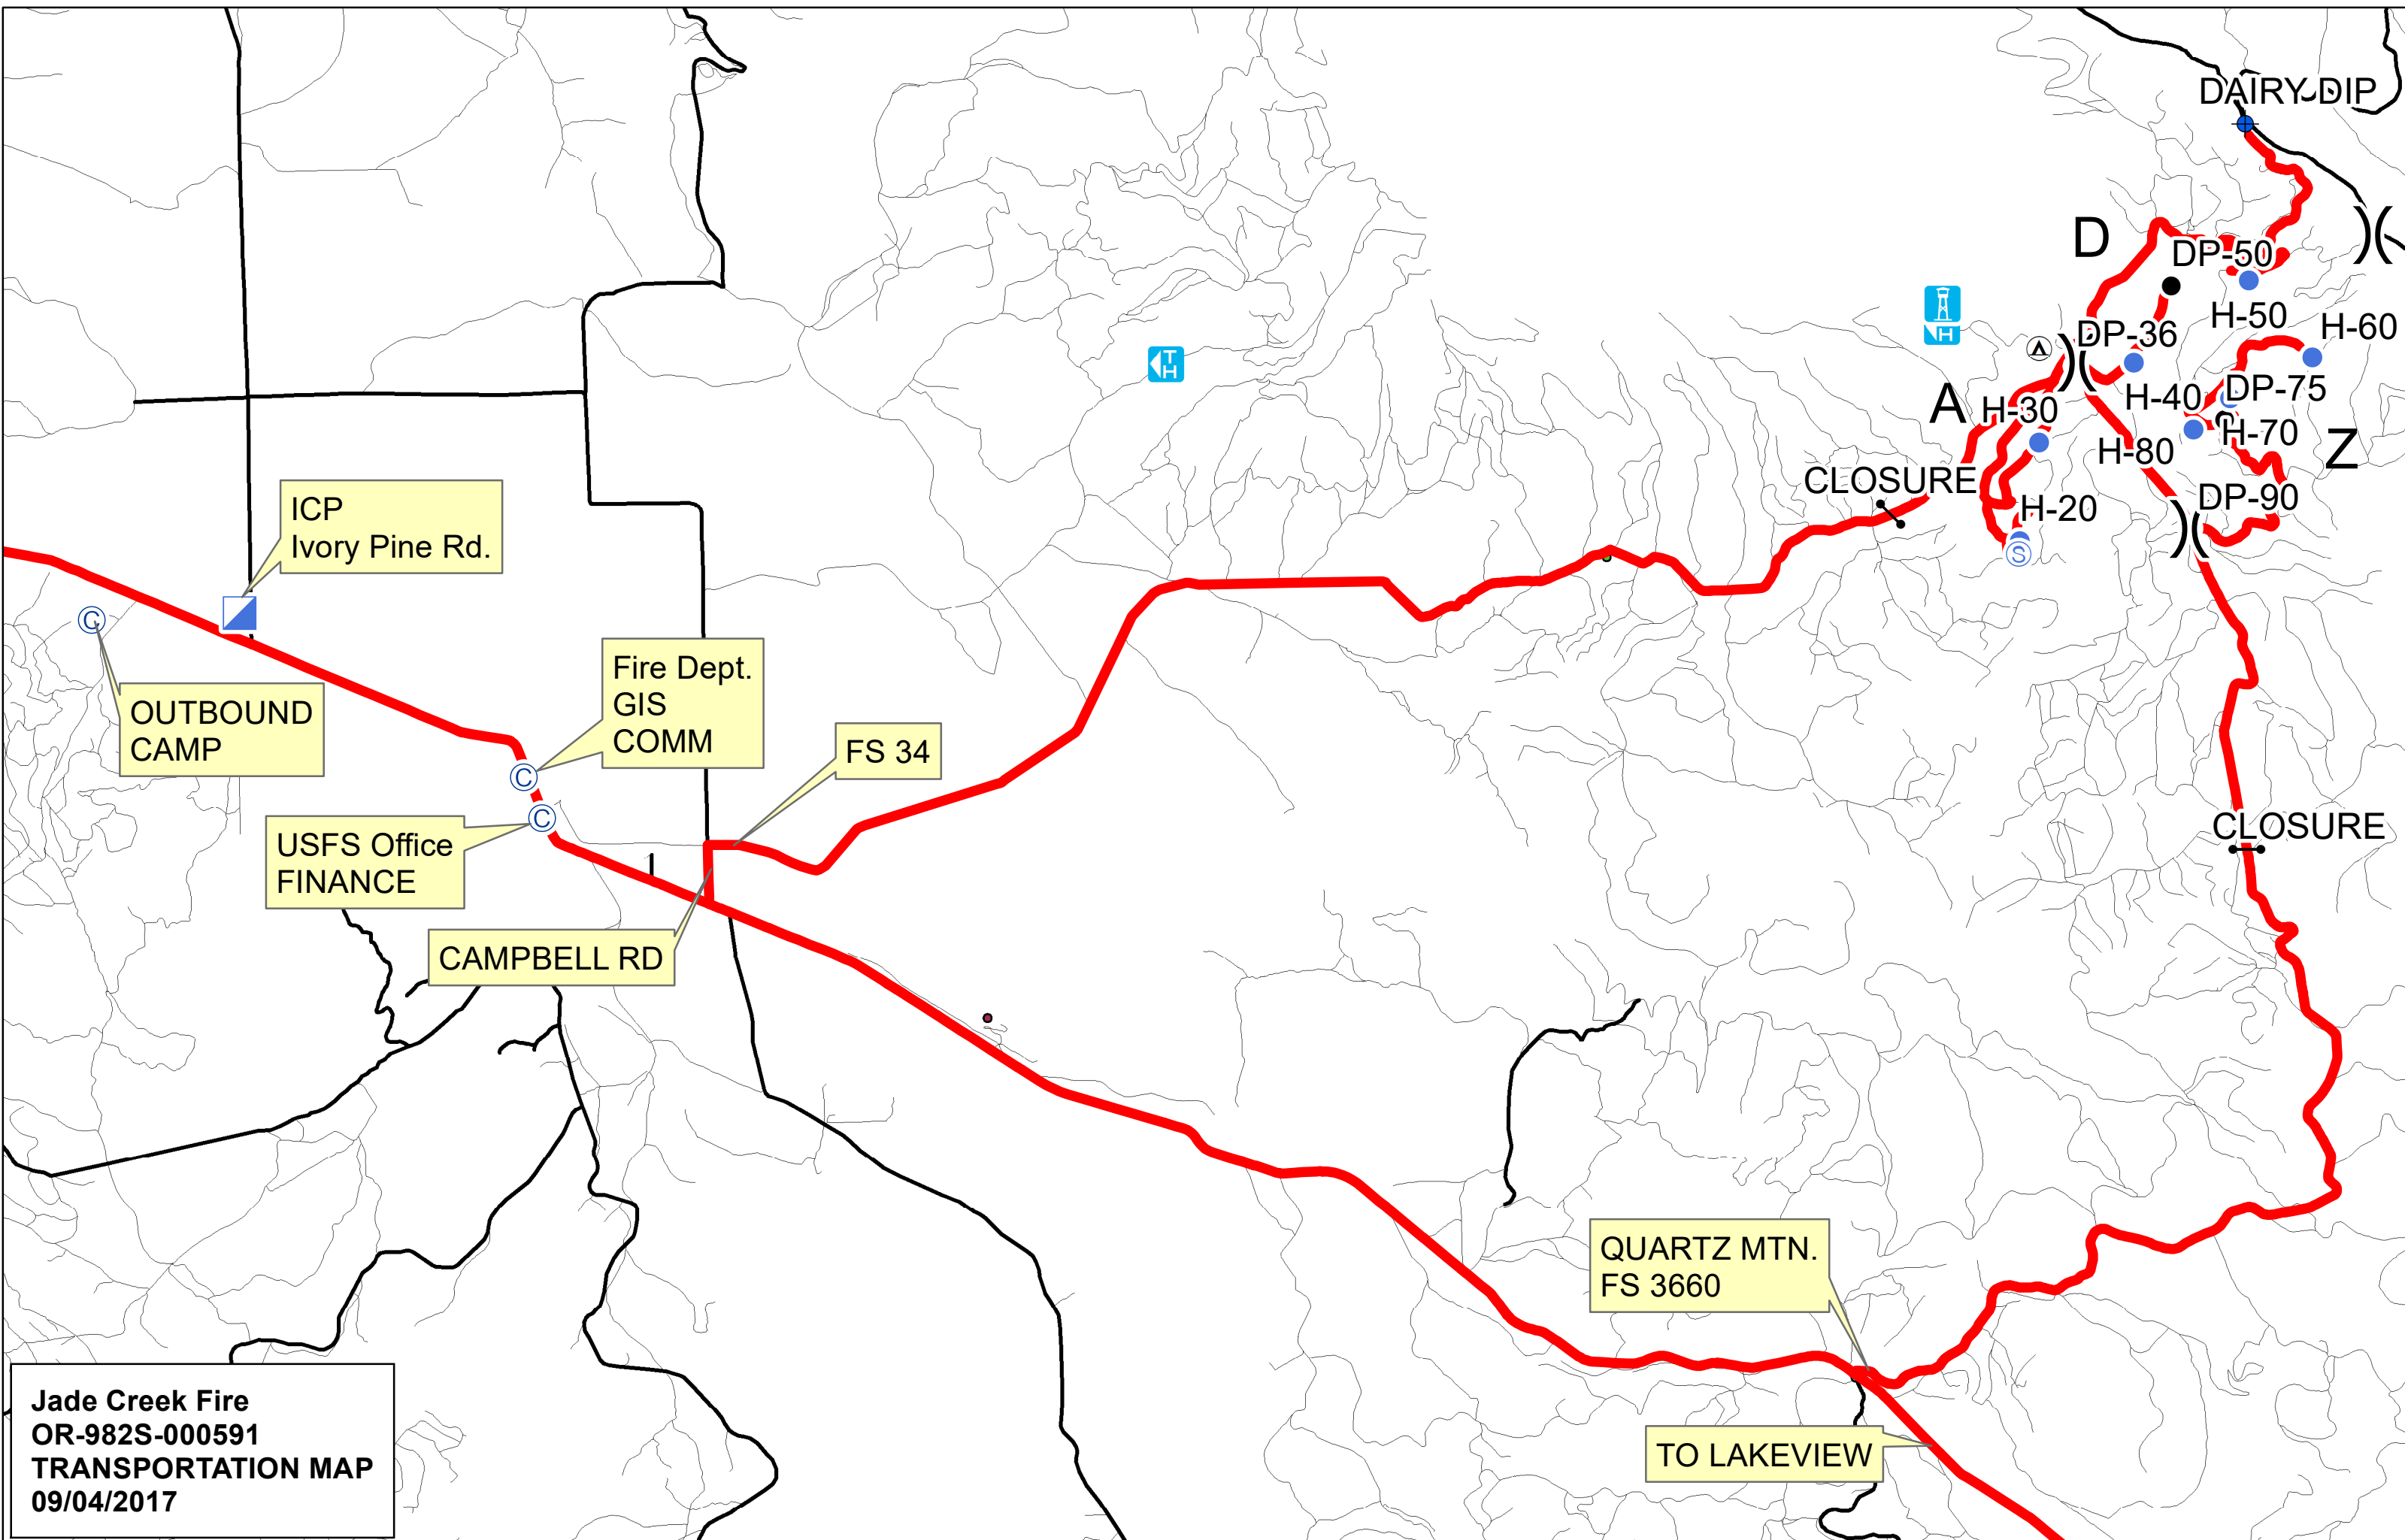 DAIRY DIP
D
DP-50
H-50
H-60
DP-36
H-40
DP-75
A
H-30
H-70
H-80
Z
CLOSURE
DP-90
H-20
S
T
H
H
ICP
Ivory Pine Rd.
C
OUTBOUND
CAMP
Fire Dept.
GIS
COMM
C
FS 34
C
USFS Office
FINANCE
CLOSURE
CAMPBELL RD
QUARTZ MTN.
FS 3660
TO LAKEVIEW
Jade Creek Fire
OR-982S-000591
TRANSPORTATION MAP
09/04/2017